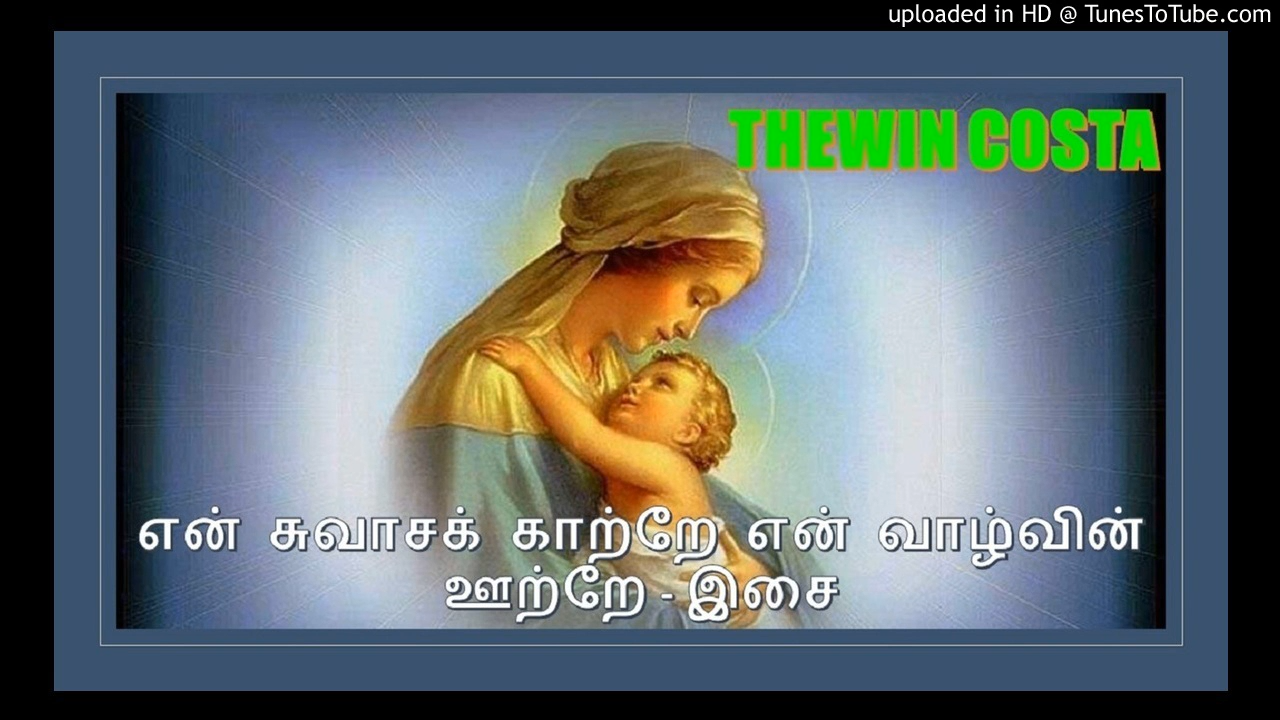 uploaded in HD @ TunesToTube.com
THEWIN COSTA
என் சுவாசக் காற்றே என் வாழ்வின்
ஊற்றே - இசை